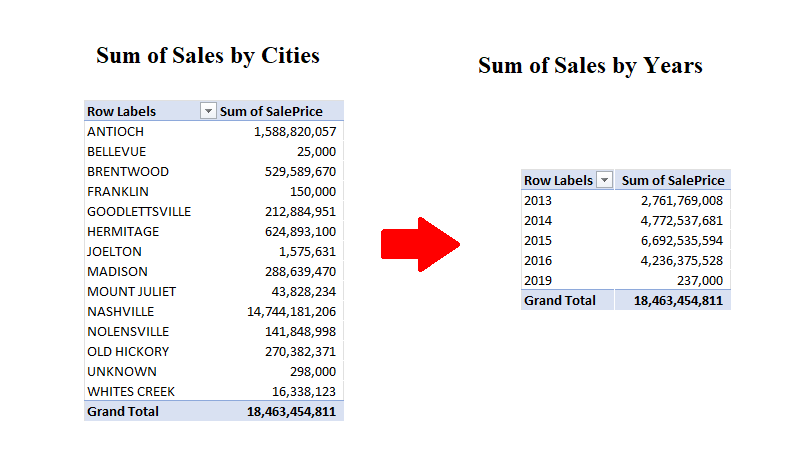 Sum of Sales by Cities
Row Labels Sum of SalePrice
ANTIOCH 1,588,820,057
BELLEVUE 25,000
BRENTWOOD 529,589,670
FRANKLIN 150,000
GOODLETTSVILLE 212,884,951
HERMITAGE 624,893,100
JOELTON 1,575,631
MADISON 288,639,470
MOUNT JULIET 43,828,234
NASHVILLE 14,744,181,206
NOLENSVILLE 141,848,998
OLD HICKORY 270,382,371
UNKNOWN 298,000
WHITES CREEK 16,338,123
Grand Total 18,463,454,811
Sum of Sales by Years
Row Labels Sum of SalePrice
2013 2,761,769,008
2014 4,772,537,681
2015 6,692,535,594
2016 4,236,375,528
2019 237,000
Grand Total 18,463,454,811